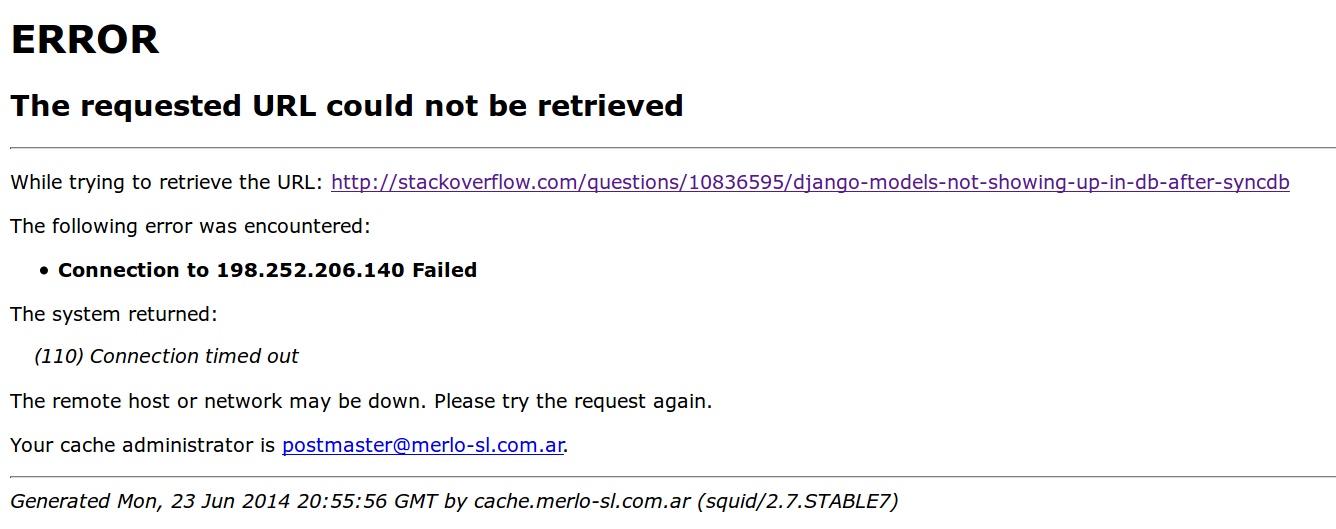 ERROR
The requested URL could not be retrieved
While trying to retrieve the URL: http://stackoverflow.com/questions/10836595/django-models-not-showing-up-in-db-after-syncdb
The following error was encountered:
• Connection to 198.252.206.140 Failed
The system returned:
(110) Connection timed out
The remote host or network may be down. Please try the request again.
Your cache administrator is postmaster@merlo-sl.com.ar.
Generated Mon, 23 Jun 2014 20:55:56 GMT by cache.merlo-sl.com.ar (squid/2.7.STABLE7)